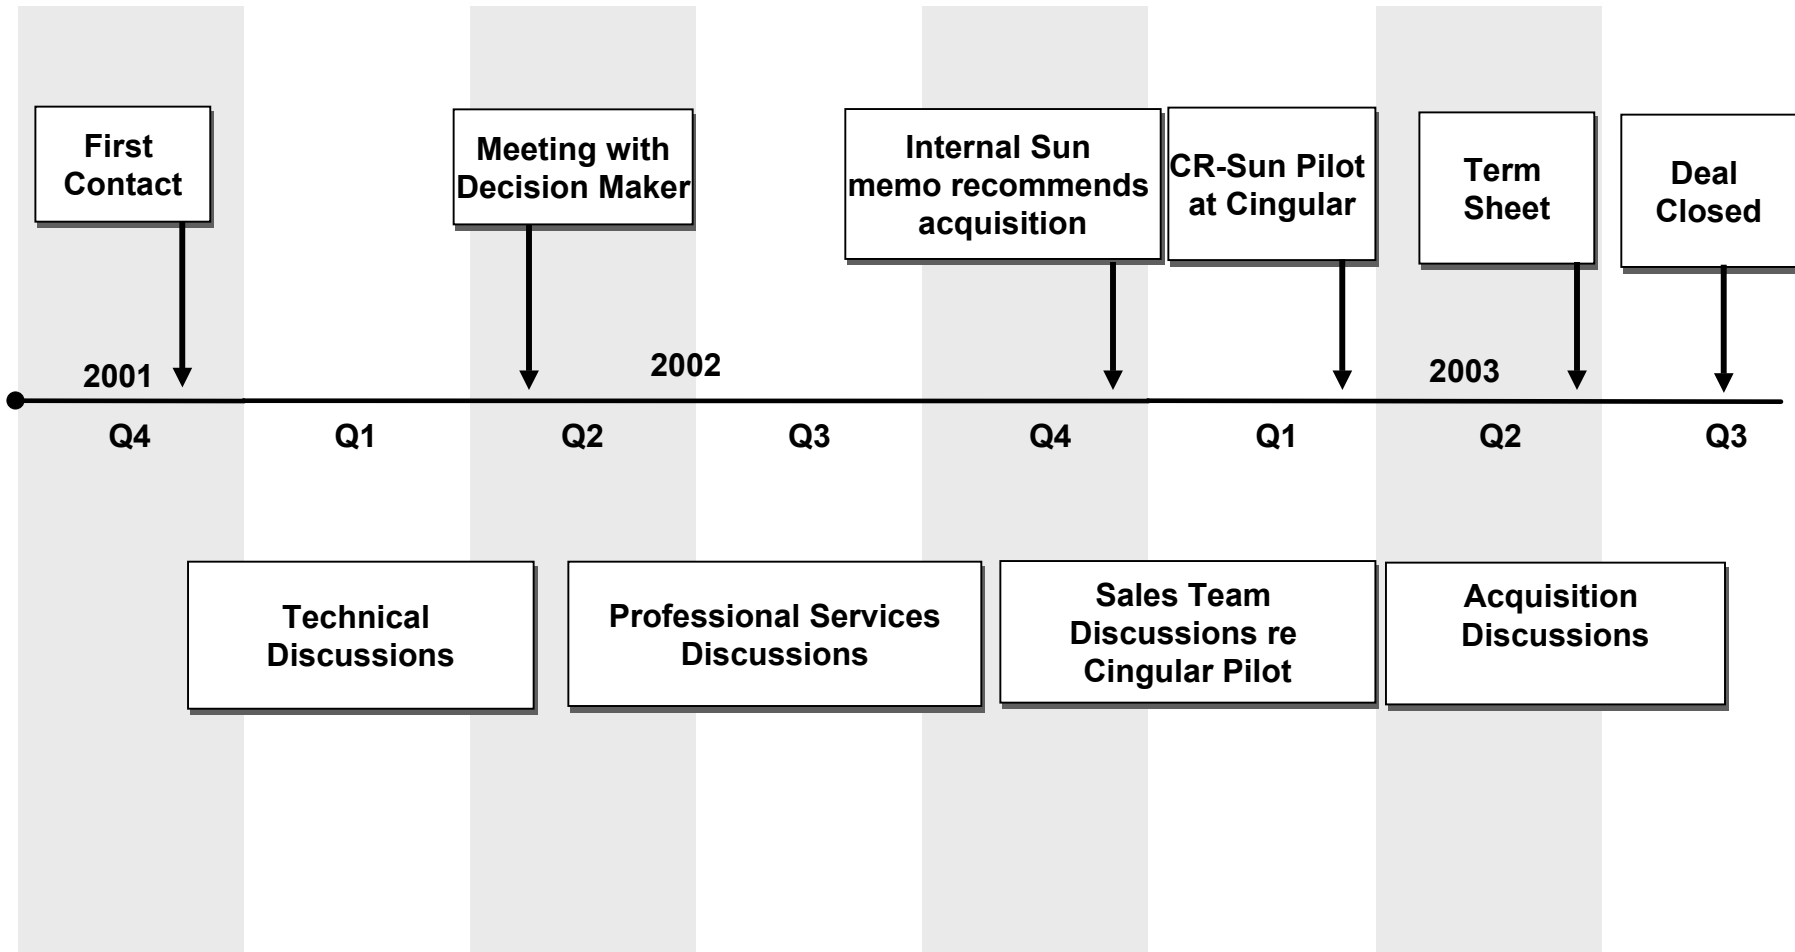 First
Contact
Meeting with
Decision Maker
Internal Sun
memo recommends
acquisition
CR-Sun Pilot
at Cingular
Term
Sheet
Deal
Closed
2001
2002
2003
Q4
Q1
Q2
Q3
Q4
Q1
Q2
Q3
Technical
Discussions
Professional Services
Discussions
Sales Team
Discussions re
Cingular Pilot
Acquisition
Discussions